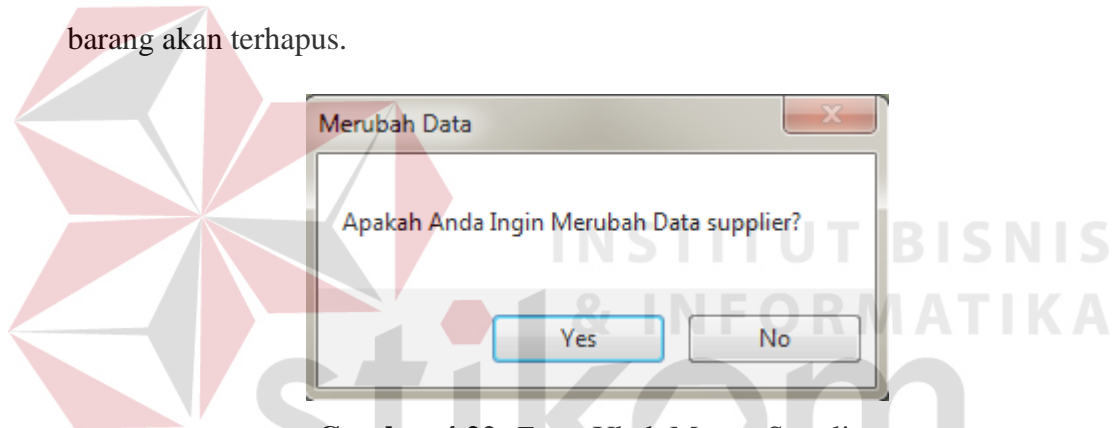 barang akan terhapus.
Merubah Data
Apakah Anda Ingin Merubah Data supplier?
INSTITUT BISNIS
& INFORMATIKA
Yes
No
stikom